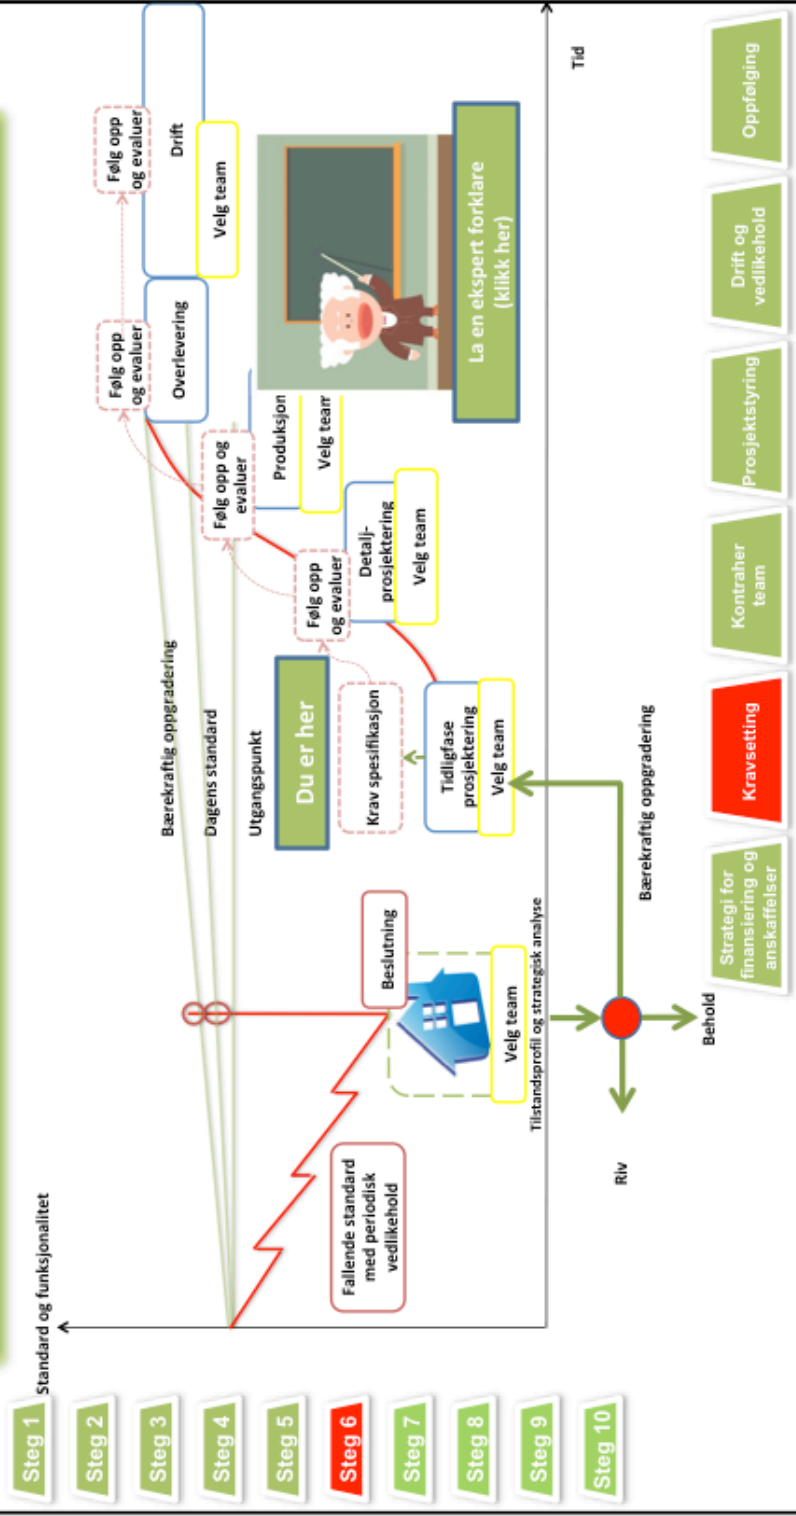 Standard og funksjonalitet
Steg 1
Steg 2
Steg 3
Steg 4
Steg 5
Steg 6
Steg 7
Steg 8
Steg 9
Steg 10
Fallende standard
med periodisk
vedlikehold
Beslutning
Velg team
Tilstandsprofil og strategisk analyse
Riv
Behold
Bærekraftig oppgradering
Bærekraftig oppgradering
Dagens standard
Utgangspunkt
Du er her
Krav spesifikasjon
Tidligfase
prosjektering
Velg team
Følg opp
og evaluer
Detalj-
prosjektering
Velg team
Følg opp og
evaluer
Produksjon
Velg team
Følg opp
og evaluer
Overlevering
Følg opp
og evaluer
Drift
Velg team
La en ekspert forklare
(klikk her)
Tid
Strategi for
finansiering og
anskaffelser
Kravsetting
Kontraher
team
Prosjektstyring
Drift og
vedlikehold
Oppfølging